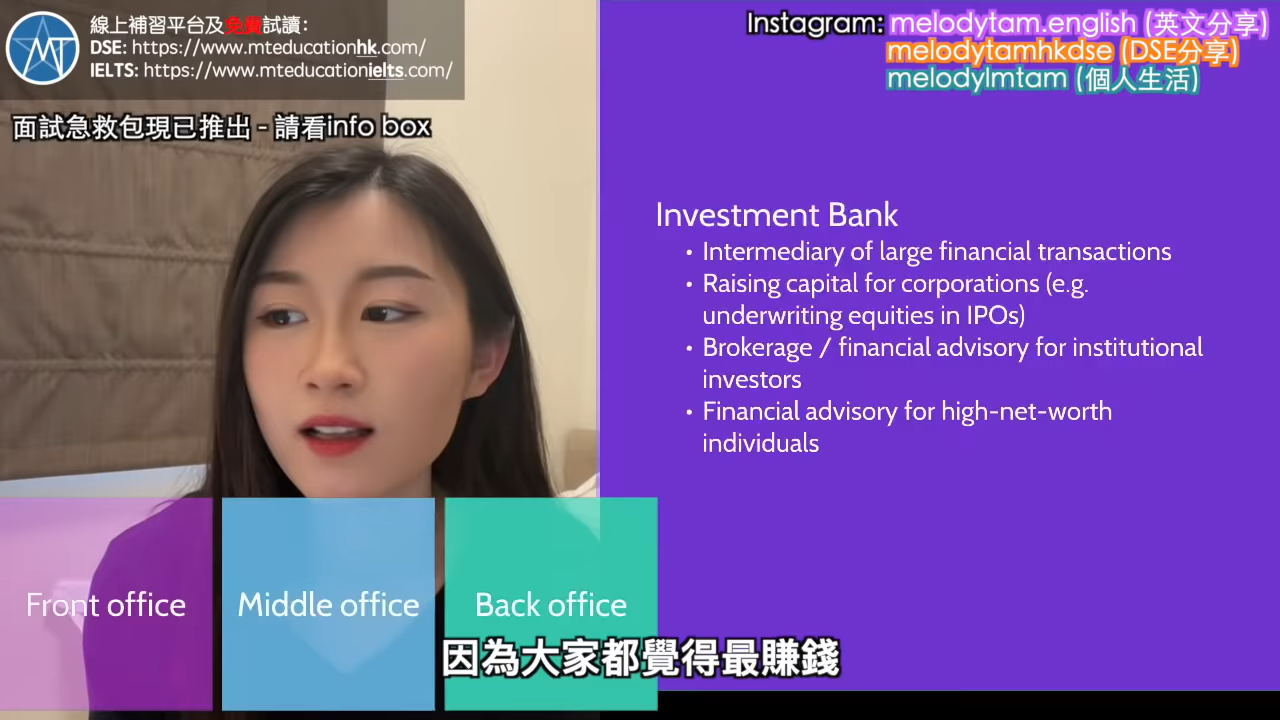 MT
線上補習平台及免費試讀：
DSE: https://www.mteducationhk.com/
IELTS: https://www.mteducationielts.com/
面試急救包現已推出 - 請看info box
Instagram: melodytam.english (英文分享)
melodytamhkdse (DSE分享)
melodylmtam (個人生活)
Investment Bank
• Intermediary of large financial transactions
• Raising capital for corporations (e.g.
underwriting equities in IPOs)
• Brokerage / financial advisory for institutional
investors
• Financial advisory for high-net-worth
individuals
Front office
Middle office
Back office
因為大家都覺得最賺錢